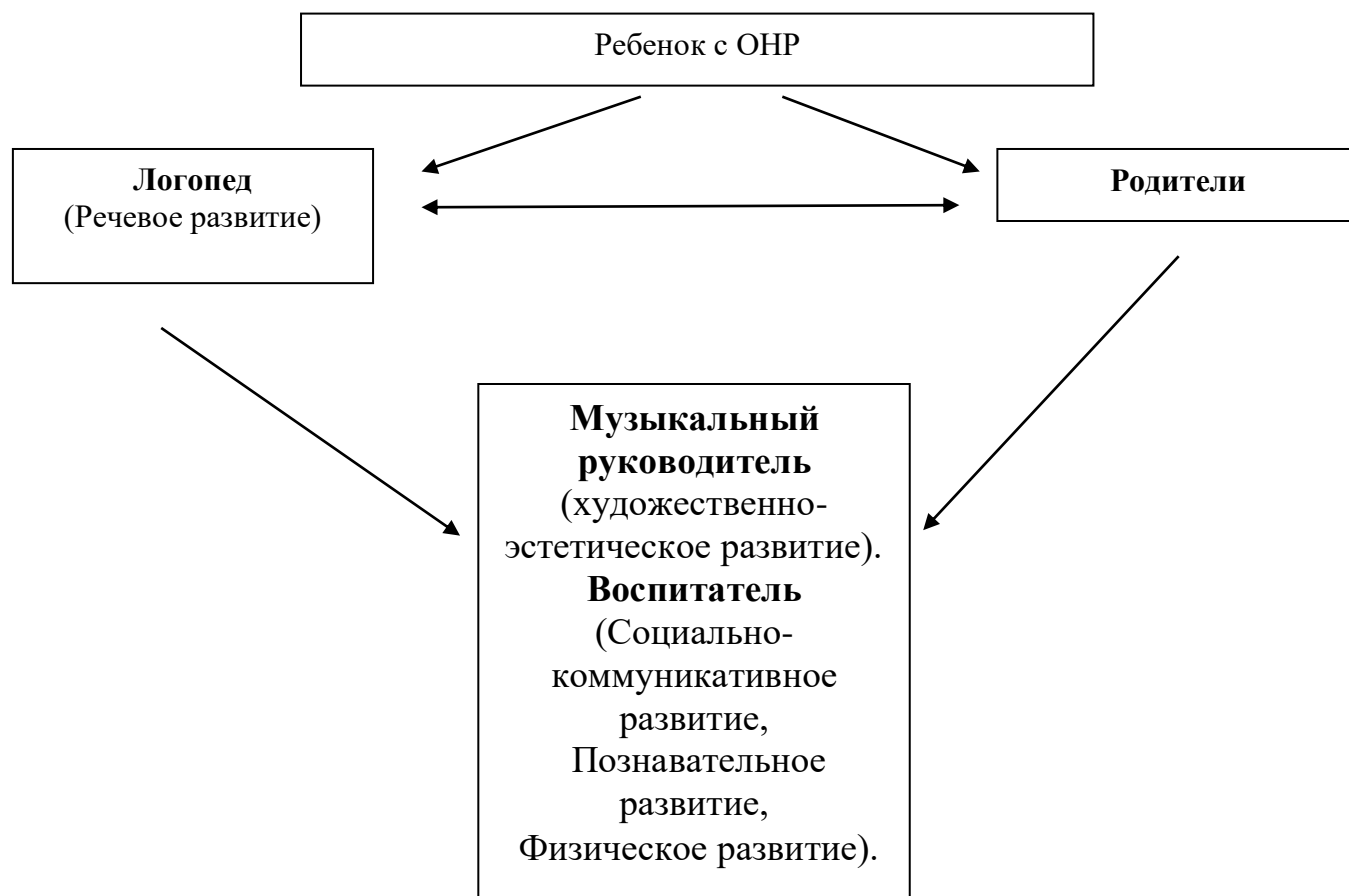 Ребенок с ОНР
Логопед
(Речевое развитие)
Родители
Музыкальный
руководитель
(художественно-
эстетическое развитие).
Воспитатель
(Социально-
коммуникативное
развитие,
Познавательное
развитие,
Физическое развитие).